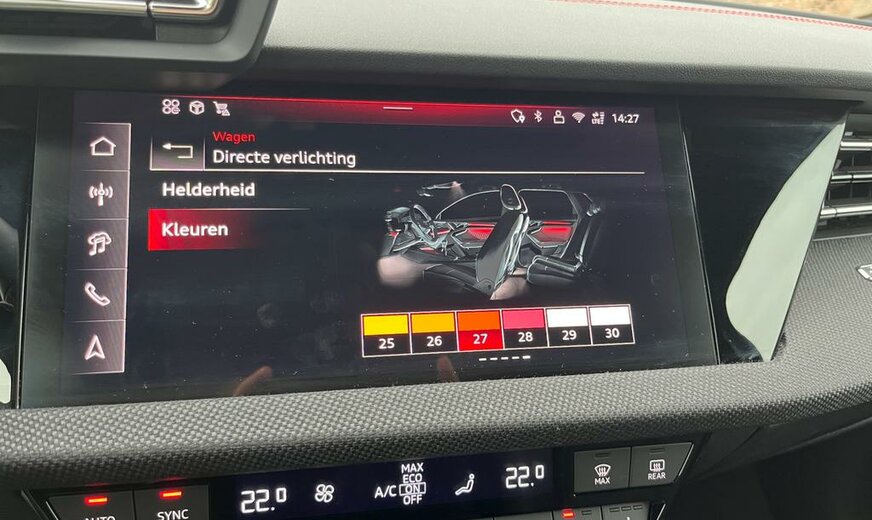 14:27
Wagen
Directe verlichting
Helderheid
Kleuren
25 26 27 28 29 30
22.0
A/C
MAX
ECO
ON
OFF
22.0
MAX
REAR
AUTO
SYNC